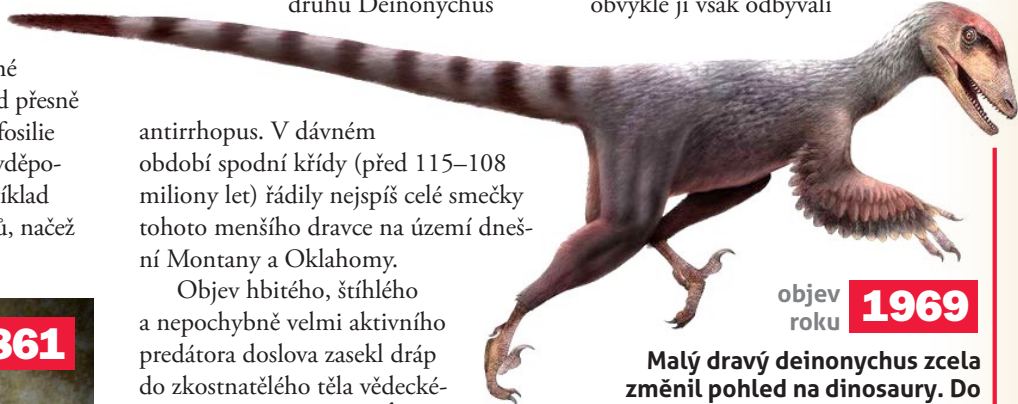 né
d přesně
fosilie
vděpo-
íklad
ů, načež
361
druhu Deinonychus
antirrhopus. V dávném
období spodní křídy (před 115–108
miliony let) řádily nejspíš celé smečky
tohoto menšího dravce na území dneš-
ní Montany a Oklahomy.
Objev hbitého, štíhlého
a nepochybně velmi aktivního
predátora doslova zasekl dráp
do zkostnatělého těla vědecké-
obvykle ji však odbývali
objev
roku 1969
Malý dravý deinonychus zcela
změnil pohled na dinosaury. Do